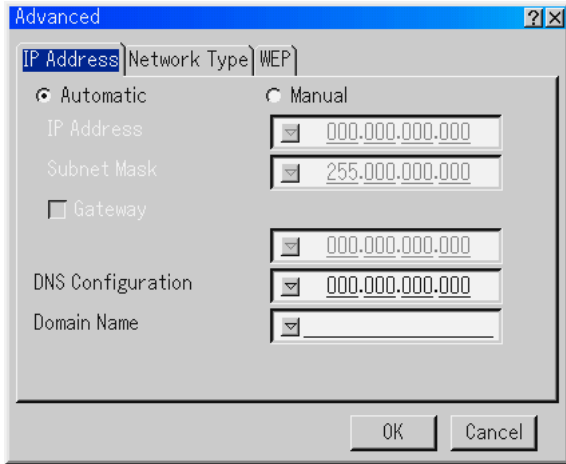 Advanced
IP Address Network Type WEP
Automatic Manual
IP Address 000.000.000.000
Subnet Mask 255.000.000.000
Gateway
000.000.000.000
DNS Configuration 000.000.000.000
Domain Name
OK Cancel